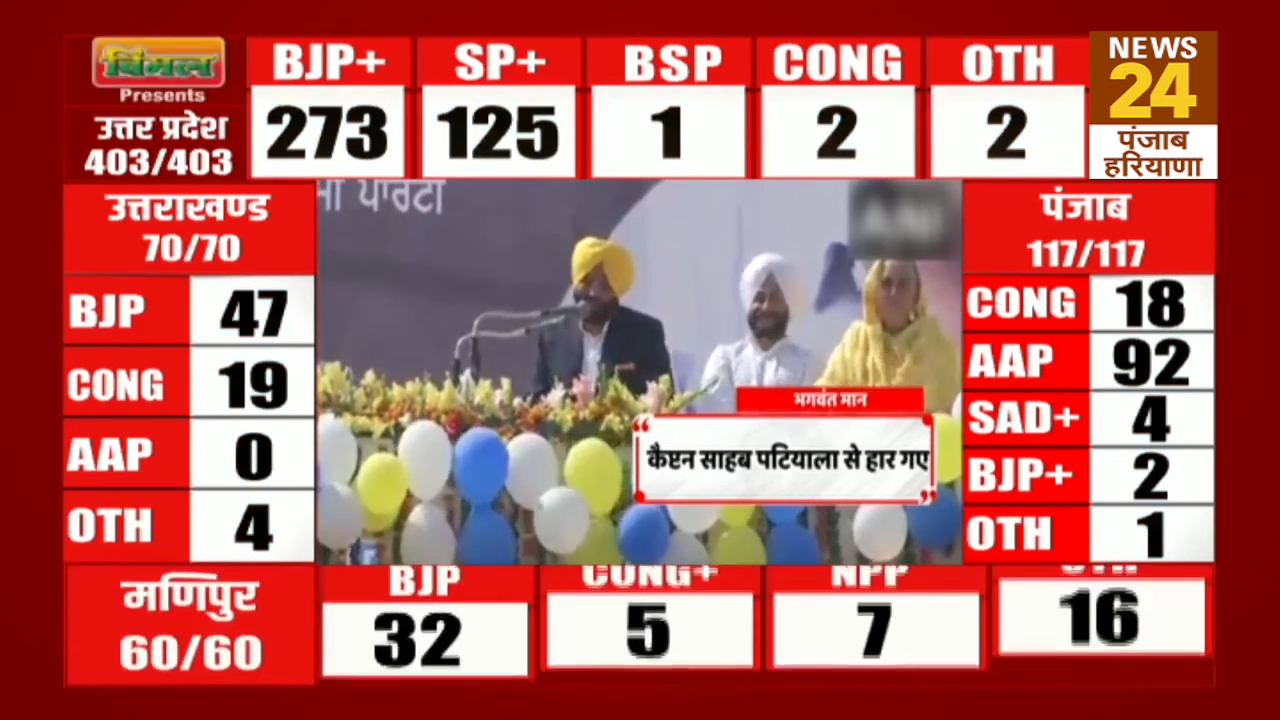 बिमल
Presents
उत्तर प्रदेश
403/403
BJP+
273
SP+
125
BSP
1
CONG
2
OTH
2
NEWS
24
पंजाब
हरियाणा
उत्तराखण्ड
70/70
BJP
47
CONG
19
AAP
0
OTH
4
ਪਾਰਟੀ
ANI
भगवंत मान
कैप्टन साहब पटियाला से हार गए
पंजाब
117/117
CONG
18
AAP
92
SAD+
4
BJP+
2
OTH
1
मणिपुर
60/60
BJP
32
CONG+
5
NPP
7
OTH
16